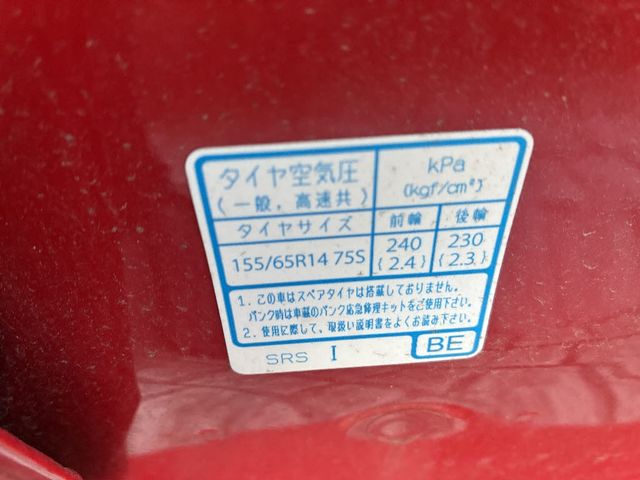 タイヤ空気圧
(一般，高速共)
kPa
{kgf/cm²}
タイヤサイズ 前輪 後輪
155/65R14 75S 240 {2.4} 230 {2.3}
1. この車はスペアタイヤは搭載しておりません。
パンク時は車載のパンク応急修理キットをご使用下さい。
2. 使用に際して、取扱い説明書をよくお読み下さい。
SRS I BE